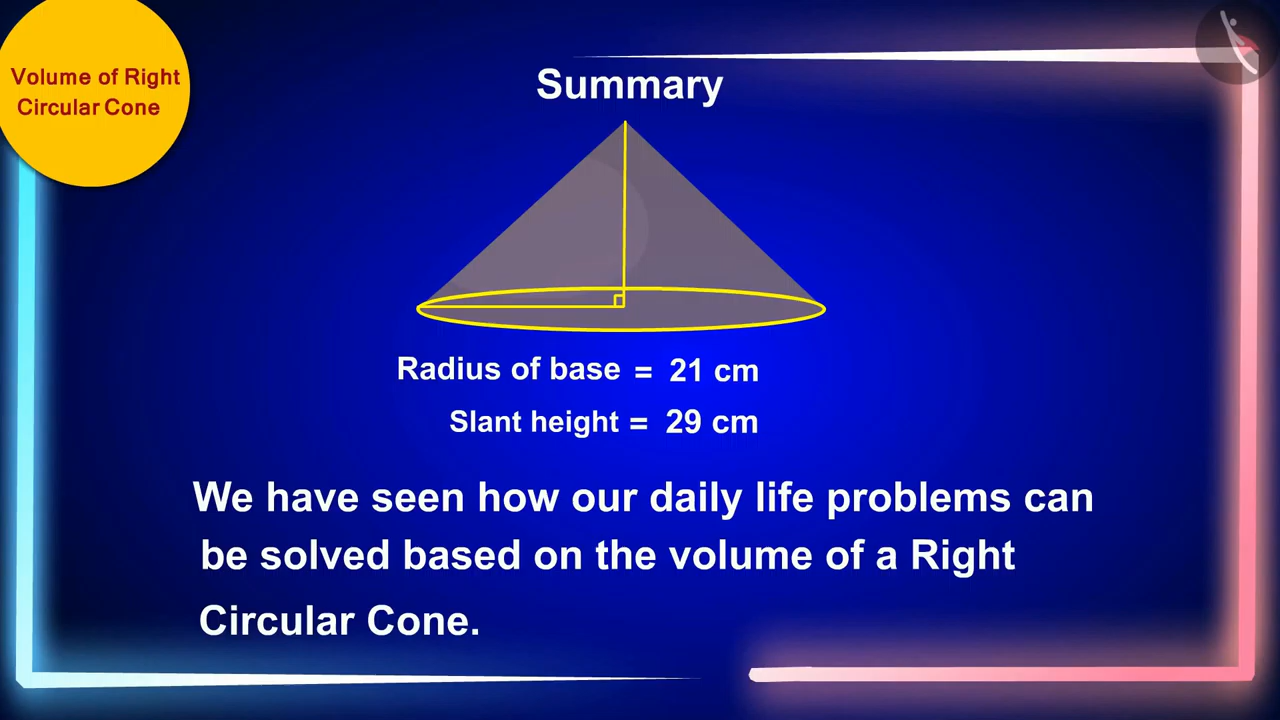 Volume of Right
Circular Cone
Summary
Radius of base = 21 cm
Slant height = 29 cm
We have seen how our daily life problems can
be solved based on the volume of a Right
Circular Cone.